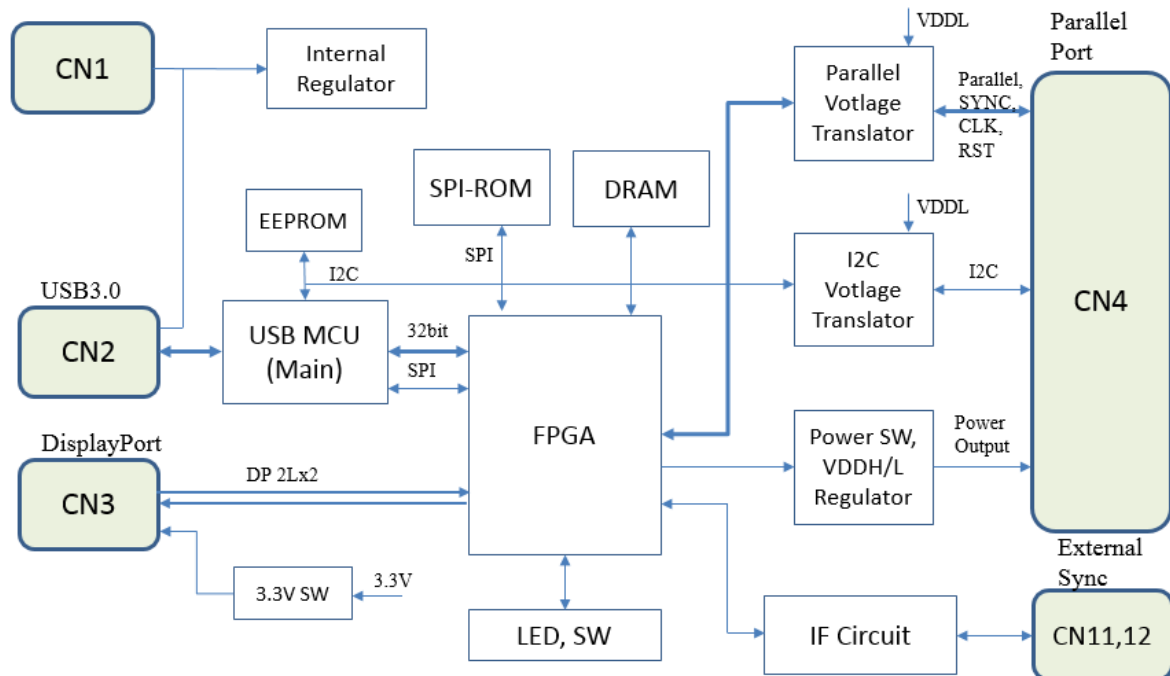 CN1
Internal
Regulator
VDDL
Parallel
Port
Parallel
Votlage
Translator
Parallel,
SYNC,
CLK,
RST
SPI-ROM
DRAM
EEPROM
SPI
I2C
VDDL
I2C
Votlage
Translator
I2C
CN4
USB3.0
CN2
USB MCU
(Main)
32bit
SPI
FPGA
Power SW,
VDDH/L
Regulator
Power
Output
DisplayPort
CN3
DP 2Lx2
3.3V SW
3.3V
LED, SW
IF Circuit
External
Sync
CN11,12